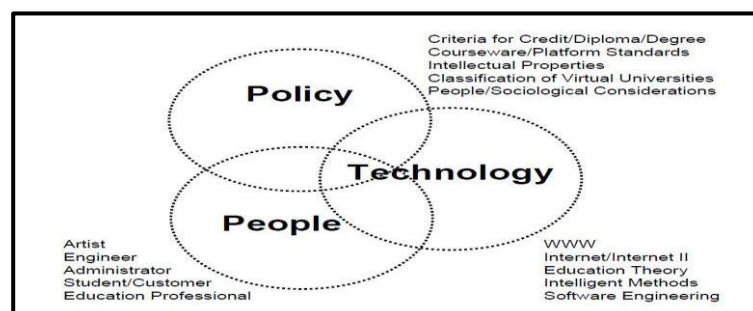 Criteria for Credit/Diploma/Degree
Courseware/Platform Standards
Intellectual Properties
Classification of Virtual Universities
People/Sociological Considerations
Policy
Technology
People
Artist
Engineer
Administrator
Student/Customer
Education Professional
WWW
Internet/Internet II
Education Theory
Intelligent Methods
Software Engineering